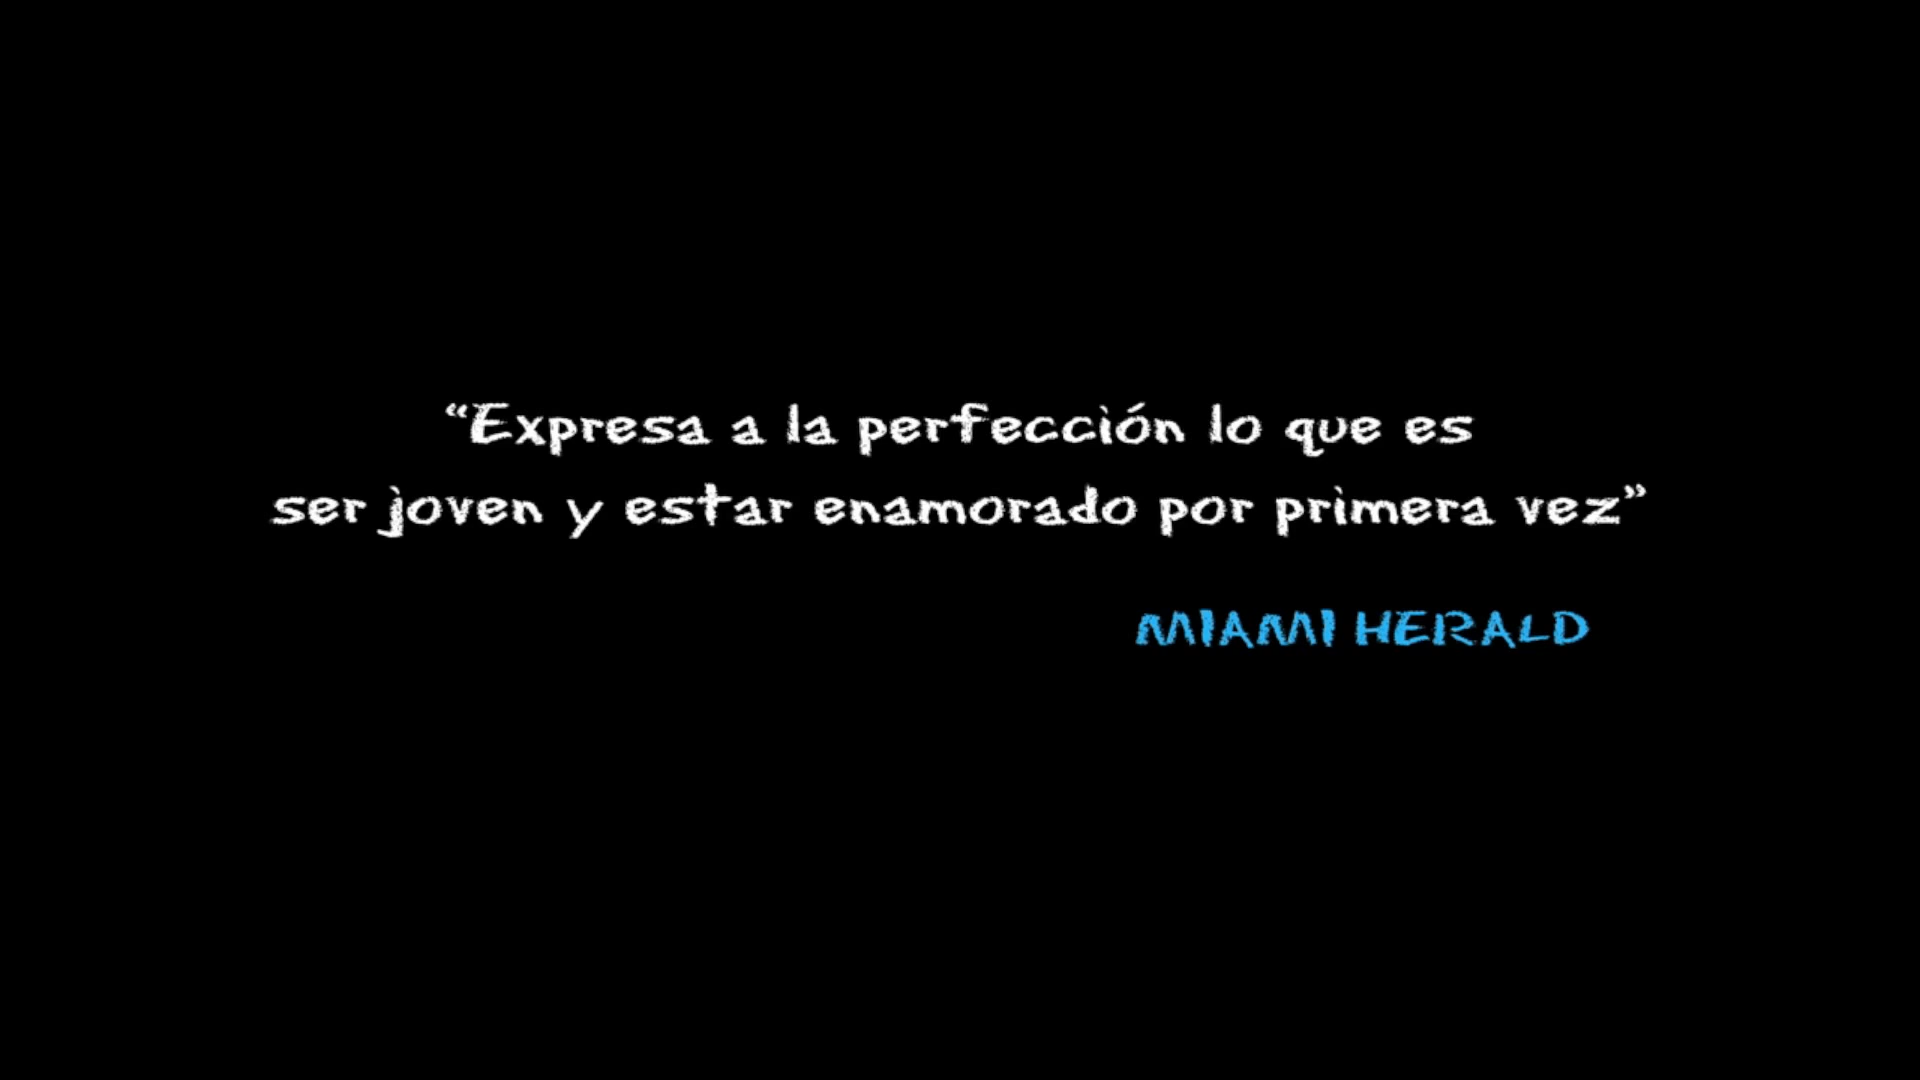 “Expresa a la perfección lo que es
ser joven y estar enamorado por primera vez”
MIAMI HERALD